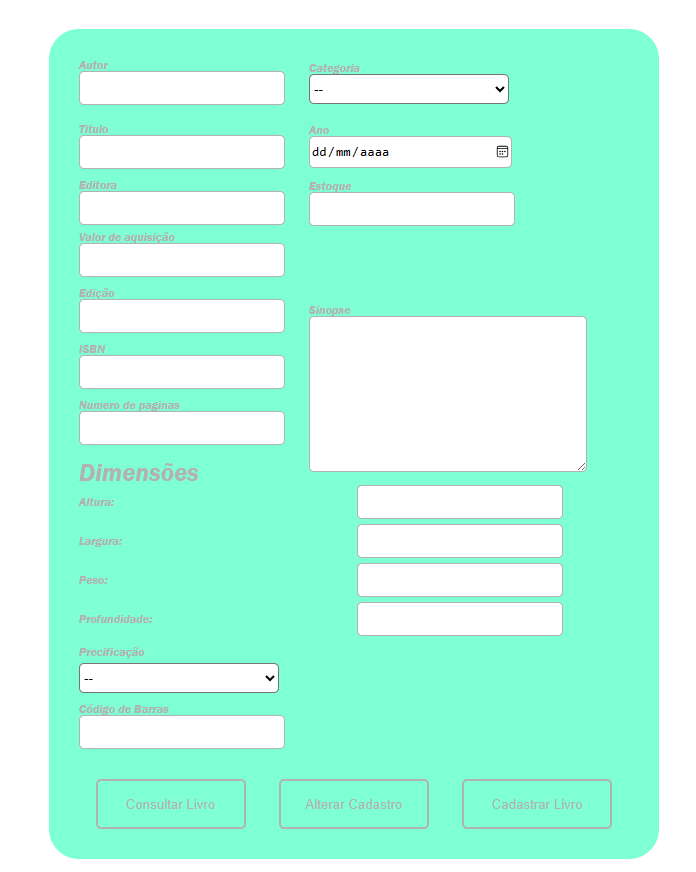 Autor
Categoria
--
Título
Ano
dd/mm/aaaa
Editora
Estoque
Valor de aquisição
Edição
Sinopse
ISBN
Numero de paginas
Dimensões
Altura:
Largura:
Peso:
Profundidade:
Precificação
--
Código de Barras
Consultar Livro
Alterar Cadastro
Cadastrar Livro